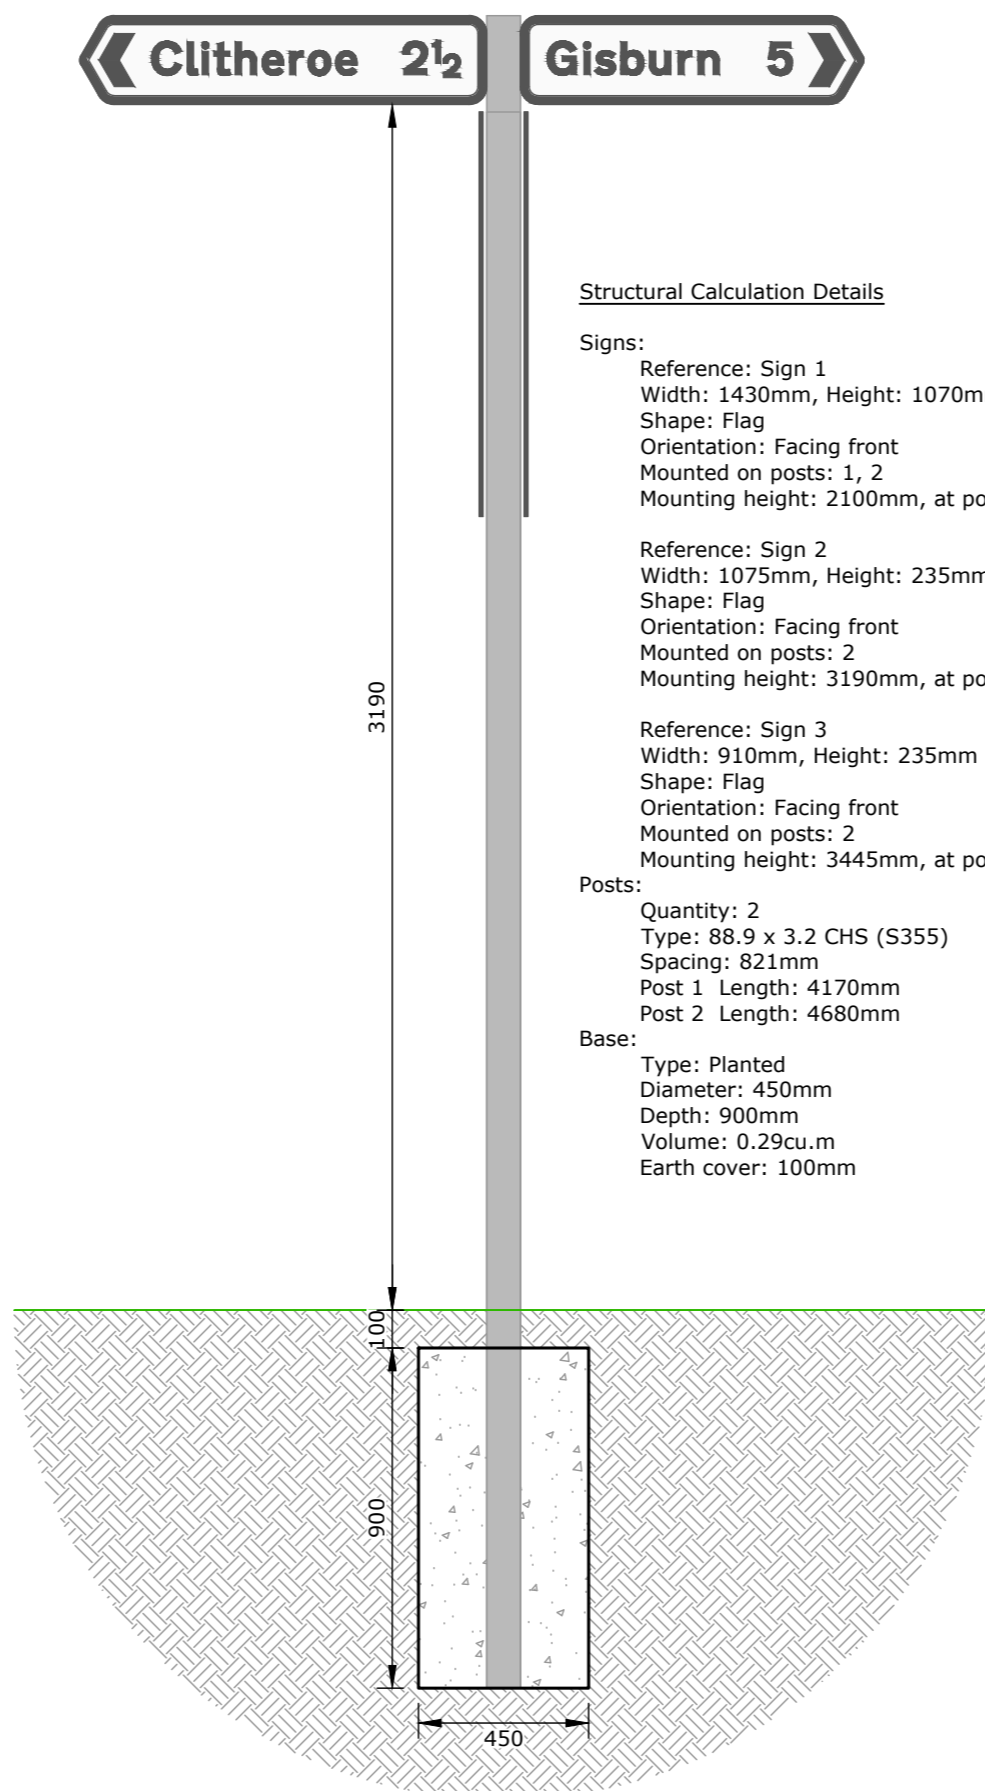 Clitheroe 2½
Gisburn 5
Structural Calculation Details
Signs:
Reference: Sign 1
Width: 1430mm, Height: 1070m
Shape: Flag
Orientation: Facing front
Mounted on posts: 1, 2
Mounting height: 2100mm, at po
Reference: Sign 2
Width: 1075mm, Height: 235mm
Shape: Flag
Orientation: Facing front
Mounted on posts: 2
Mounting height: 3190mm, at po
3190
Reference: Sign 3
Width: 910mm, Height: 235mm
Shape: Flag
Orientation: Facing front
Mounted on posts: 2
Mounting height: 3445mm, at po
Posts:
Quantity: 2
Type: 88.9 x 3.2 CHS (S355)
Spacing: 821mm
Post 1 Length: 4170mm
Post 2 Length: 4680mm
Base:
Type: Planted
Diameter: 450mm
Depth: 900mm
Volume: 0.29cu.m
Earth cover: 100mm
100
900
450